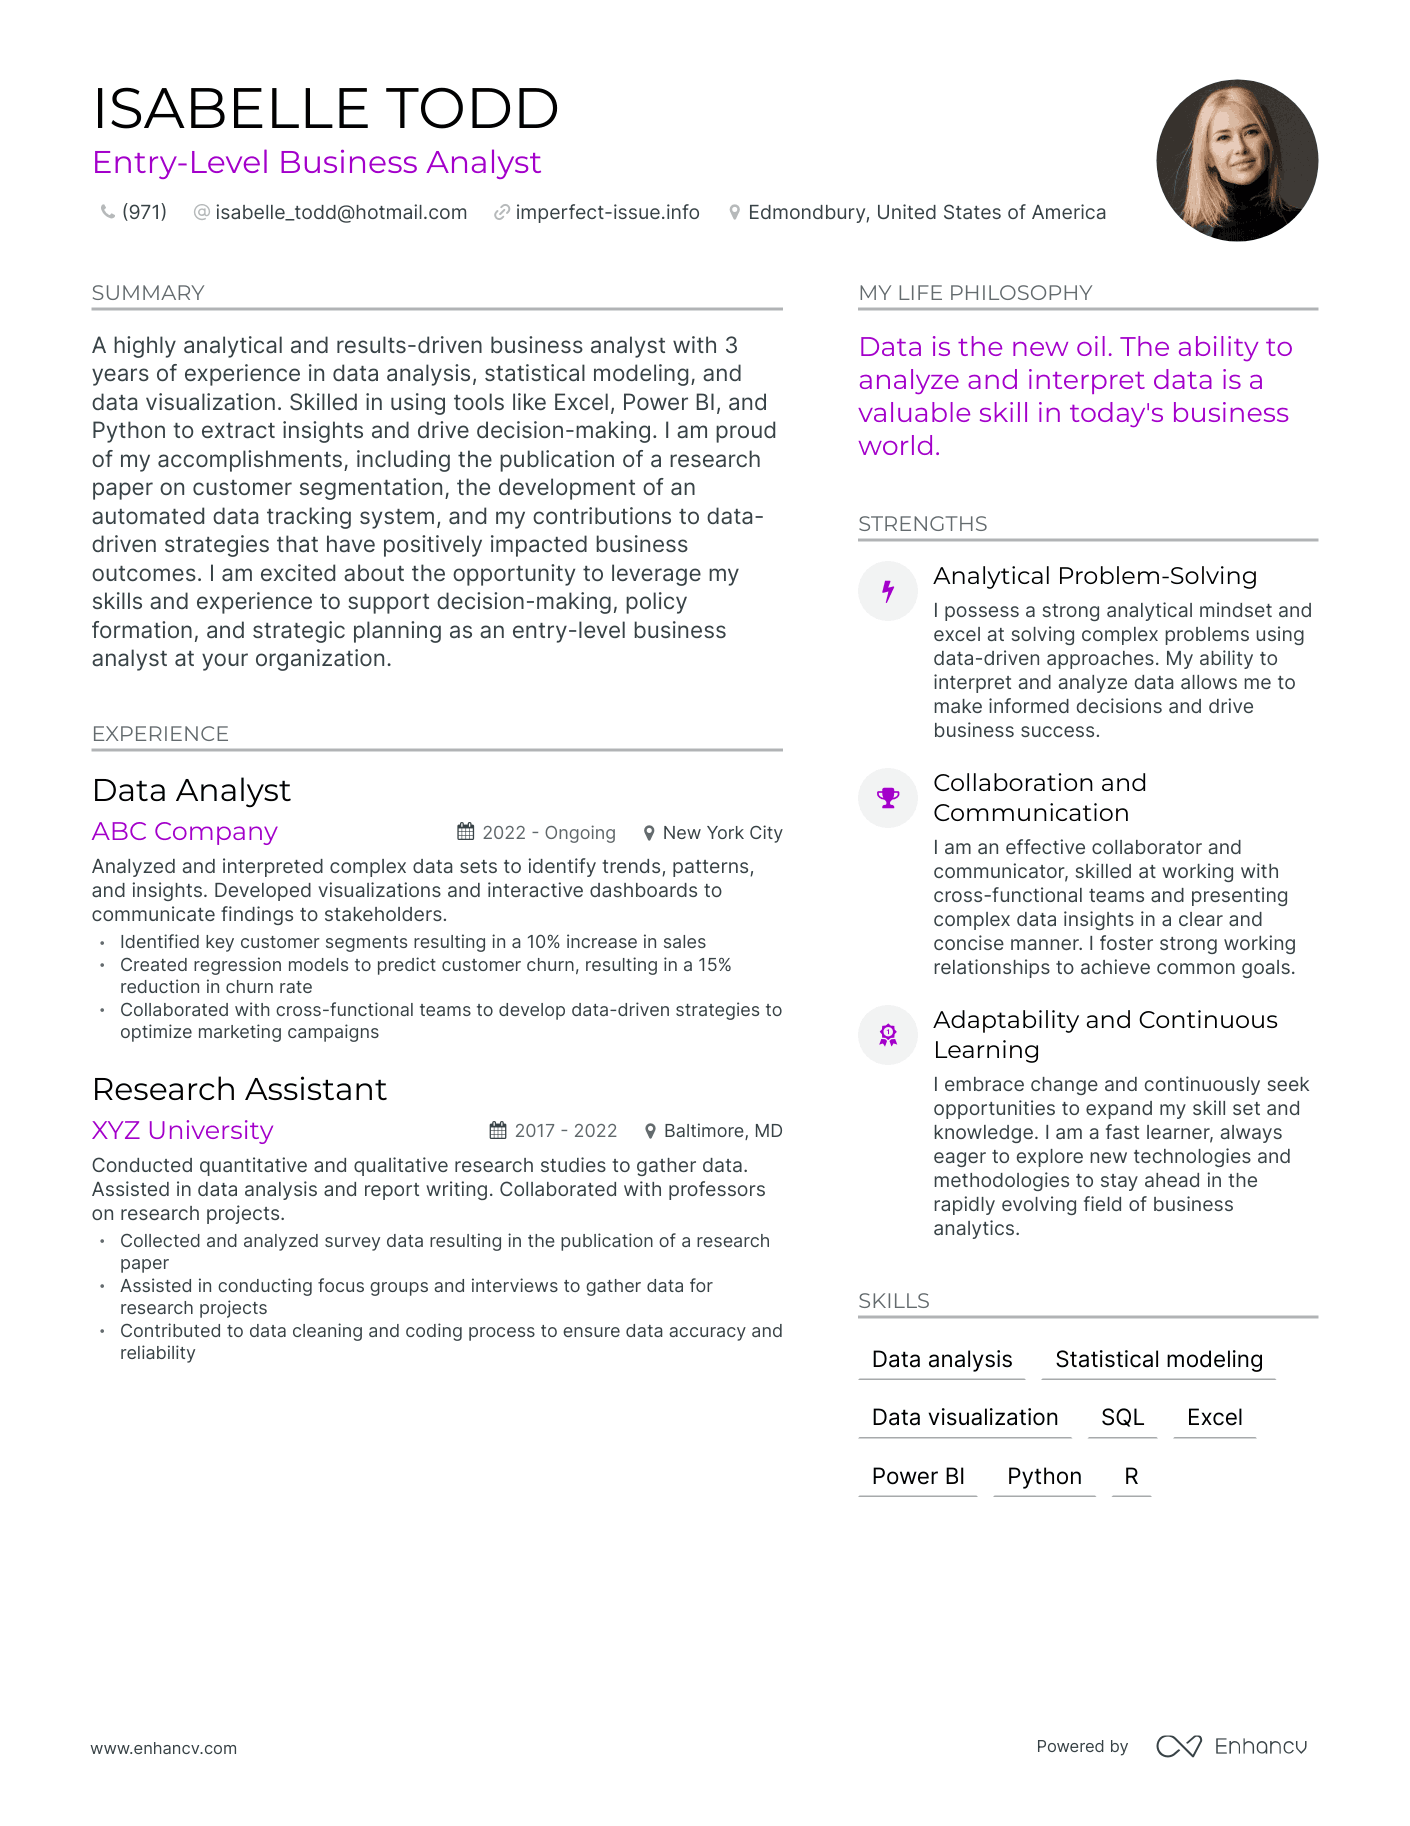 ISABELLE TODD
Entry-Level Business Analyst
(971) isabelle_todd@hotmail.com imperfect-issue.info Edmondbury, United States of America
SUMMARY
A highly analytical and results-driven business analyst with 3
years of experience in data analysis, statistical modeling, and
data visualization. Skilled in using tools like Excel, Power BI, and
Python to extract insights and drive decision-making. I am proud
of my accomplishments, including the publication of a research
paper on customer segmentation, the development of an
automated data tracking system, and my contributions to data-
driven strategies that have positively impacted business
outcomes. I am excited about the opportunity to leverage my
skills and experience to support decision-making, policy
formation, and strategic planning as an entry-level business
analyst at your organization.
EXPERIENCE
Data Analyst
ABC Company 2022 - Ongoing New York City
Analyzed and interpreted complex data sets to identify trends, patterns,
and insights. Developed visualizations and interactive dashboards to
communicate findings to stakeholders.
• Identified key customer segments resulting in a 10% increase in sales
• Created regression models to predict customer churn, resulting in a 15%
reduction in churn rate
• Collaborated with cross-functional teams to develop data-driven strategies to
optimize marketing campaigns
Research Assistant
XYZ University 2017 - 2022 Baltimore, MD
Conducted quantitative and qualitative research studies to gather data.
Assisted in data analysis and report writing. Collaborated with professors
on research projects.
• Collected and analyzed survey data resulting in the publication of a research
paper
• Assisted in conducting focus groups and interviews to gather data for
research projects
• Contributed to data cleaning and coding process to ensure data accuracy and
reliability
MY LIFE PHILOSOPHY
Data is the new oil. The ability to
analyze and interpret data is a
valuable skill in today's business
world.
STRENGTHS
Analytical Problem-Solving
I possess a strong analytical mindset and
excel at solving complex problems using
data-driven approaches. My ability to
interpret and analyze data allows me to
make informed decisions and drive
business success.
Collaboration and
Communication
I am an effective collaborator and
communicator, skilled at working with
cross-functional teams and presenting
complex data insights in a clear and
concise manner. I foster strong working
relationships to achieve common goals.
Adaptability and Continuous
Learning
I embrace change and continuously seek
opportunities to expand my skill set and
knowledge. I am a fast learner, always
eager to explore new technologies and
methodologies to stay ahead in the
rapidly evolving field of business
analytics.
SKILLS
Data analysis Statistical modeling
Data visualization SQL Excel
Power BI Python R
www.enhancv.com
Powered by Enhancv